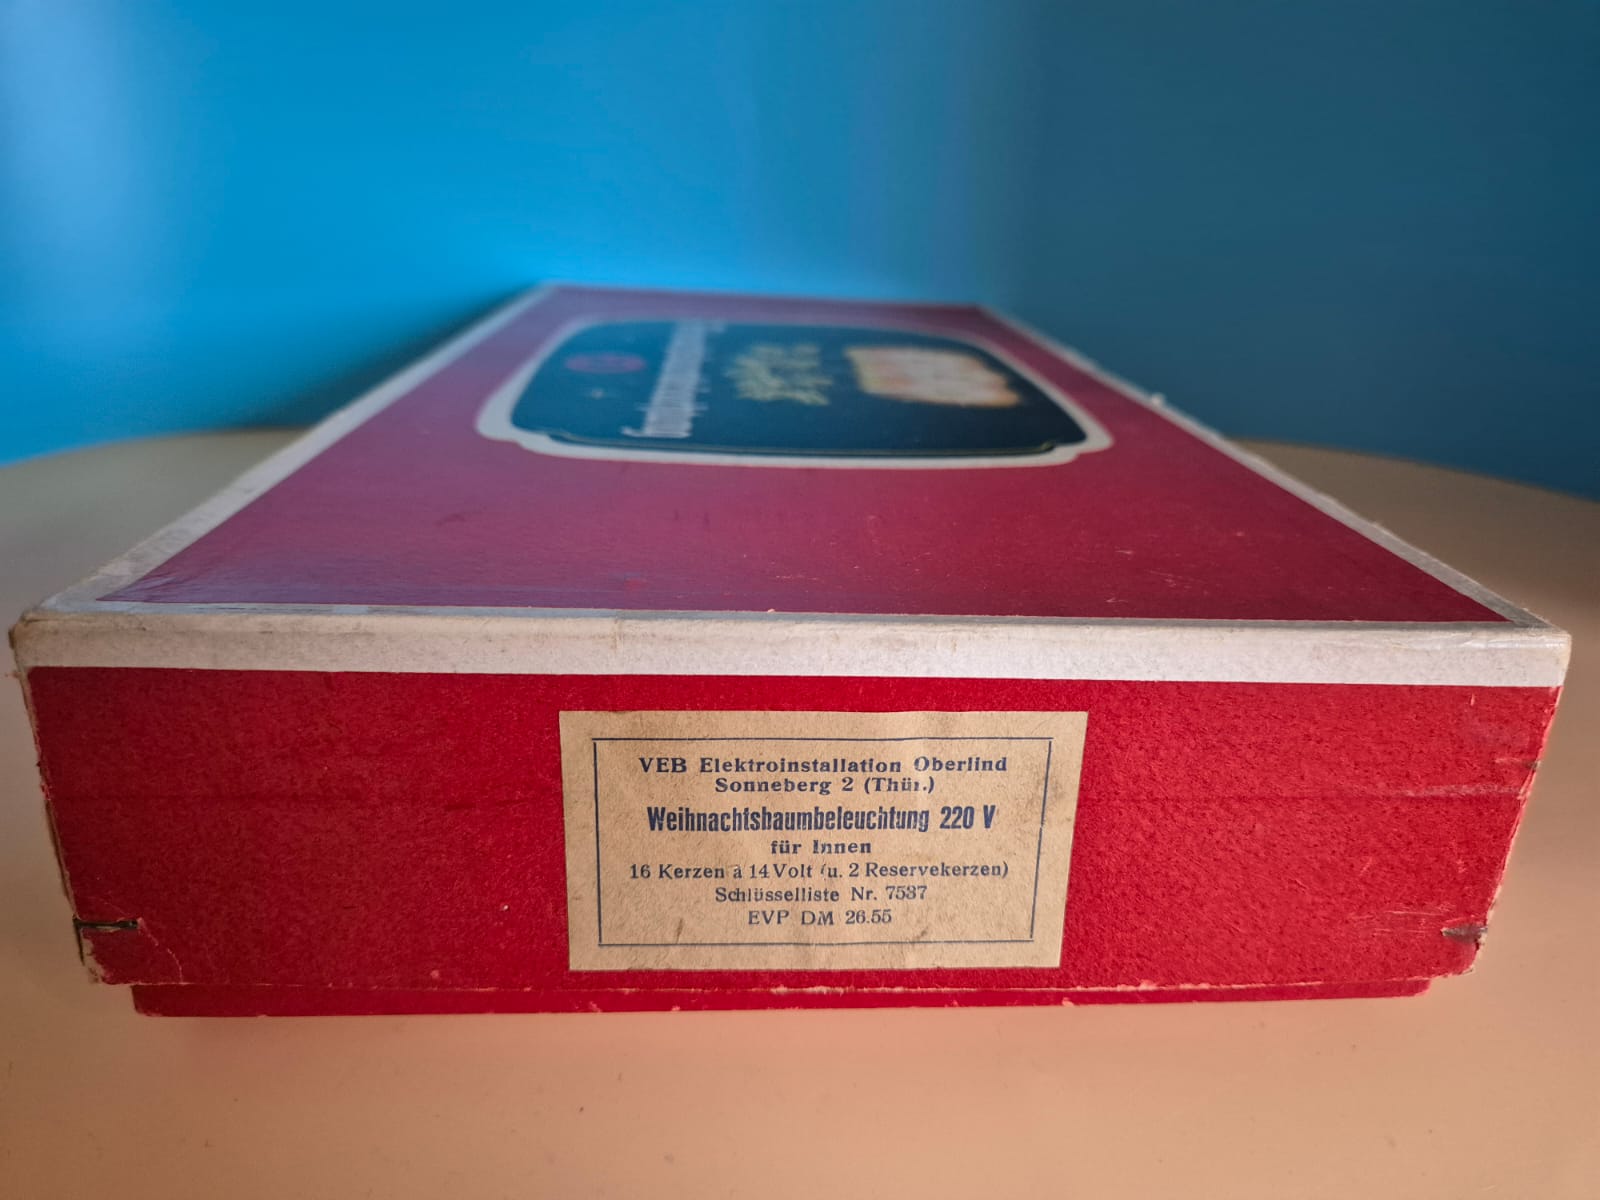 VEB Elektroinstallation Oberlind
Sonneberg 2 (Thür.)
Weihnachtsbaumbeleuchtung 220 V
für Innen
16 Kerzen à 14 Volt (u. 2 Reservekerzen)
Schlüsselliste Nr. 7537
EVP DM 26.55